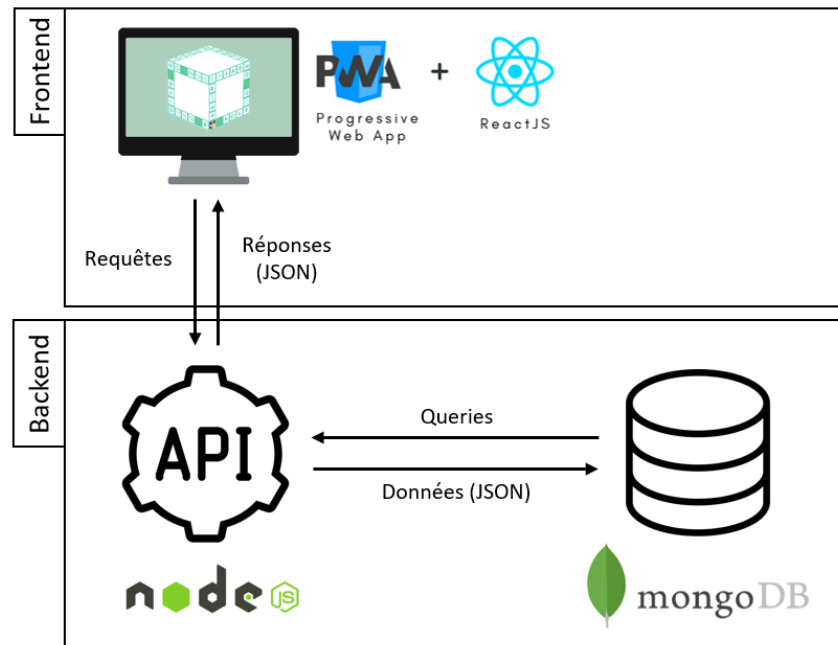 Frontend
PWA
Progressive
Web App
+
ReactJS
Requêtes
Réponses
(JSON)
Backend
API
Queries
Données (JSON)
node
JS
mongoDB